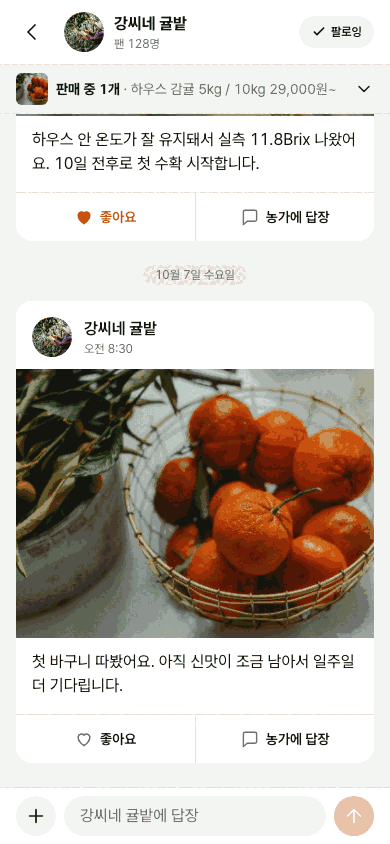 강씨네 귤밭
팬 128명
팔로잉
판매 중 1개 · 하우스 감귤 5kg / 10kg 29,000원~
하우스 안 온도가 잘 유지돼서 실측 11.8Brix 나왔어
요. 10일 전후로 첫 수확 시작합니다.
좋아요
농가에 답장
10월 7일 수요일
강씨네 귤밭
오전 8:30
첫 바구니 따봤어요. 아직 신맛이 조금 남아서 일주일
더 기다립니다.
좋아요
농가에 답장
강씨네 귤밭에 답장